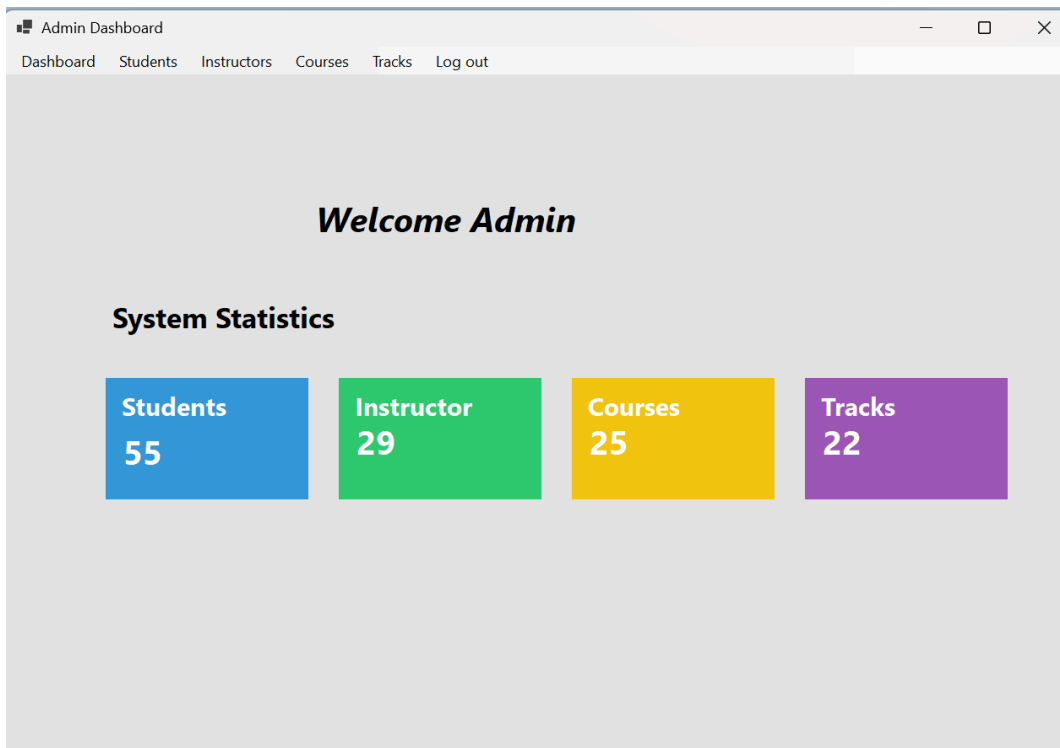 Admin Dashboard
Dashboard Students Instructors Courses Tracks Log out
Welcome Admin
System Statistics
Students
55
Instructor
29
Courses
25
Tracks
22